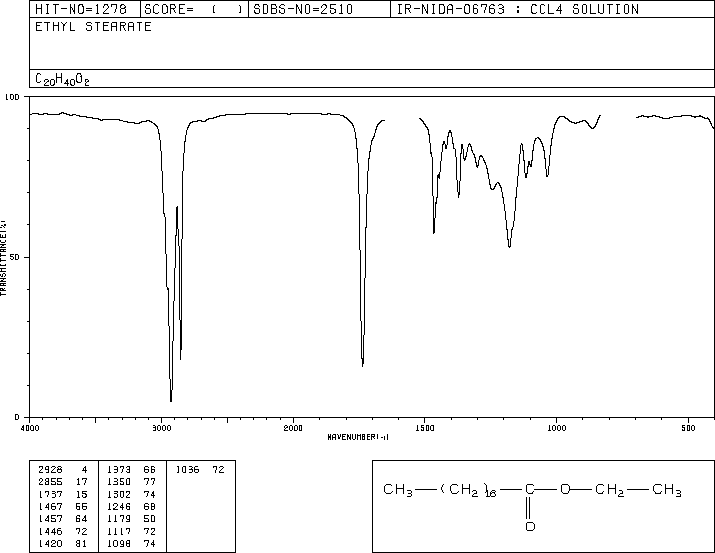 HIT-NO=1278 SCORE= ( ) SDBS-NO=2510 IR-NIDA-06763 : CCL4 SOLUTION
ETHYL STEARATE
C20H40O2
100
50
0
TRANSMITTANCE(%)
4000 3000 2000 1500 1000 500
WAVENUMBER(-1)
2928 4 1373 66 1036 72
2855 17 1350 77
1737 15 1302 74
1467 55 1246 68
1457 64 1179 50
1446 72 1117 72
1420 81 1098 74
CH3 (CH2)16 C O CH2 CH3
O